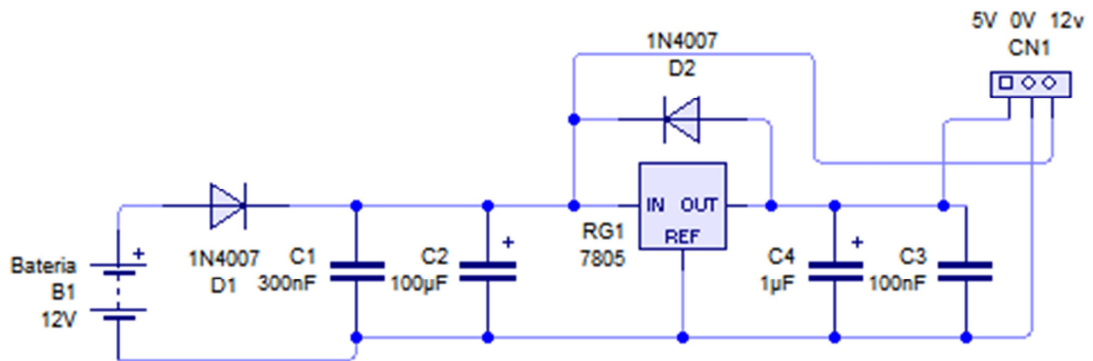 5V 0V 12v
CN1
1N4007
D2
IN OUT
REF
RG1
7805
Bateria
B1
12V
+
1N4007
D1
C1
300nF
C2
100µF
+
C4
1µF
+
C3
100nF